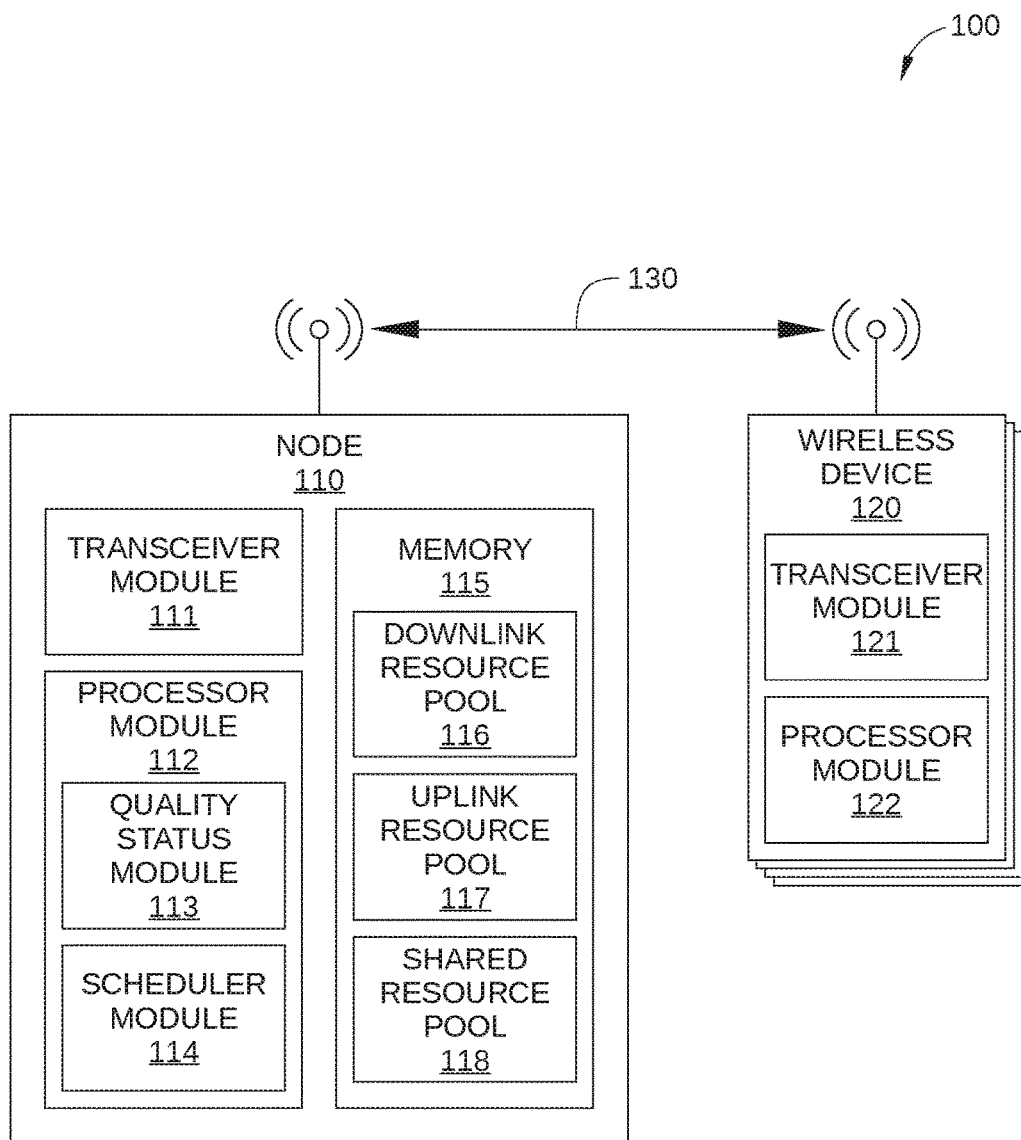 100
130
NODE
110
TRANSCEIVER
MODULE
111
PROCESSOR
MODULE
112
QUALITY
STATUS
MODULE
113
SCHEDULER
MODULE
114
MEMORY
115
DOWNLINK
RESOURCE
POOL
116
UPLINK
RESOURCE
POOL
117
SHARED
RESOURCE
POOL
118
WIRELESS
DEVICE
120
TRANSCEIVER
MODULE
121
PROCESSOR
MODULE
122